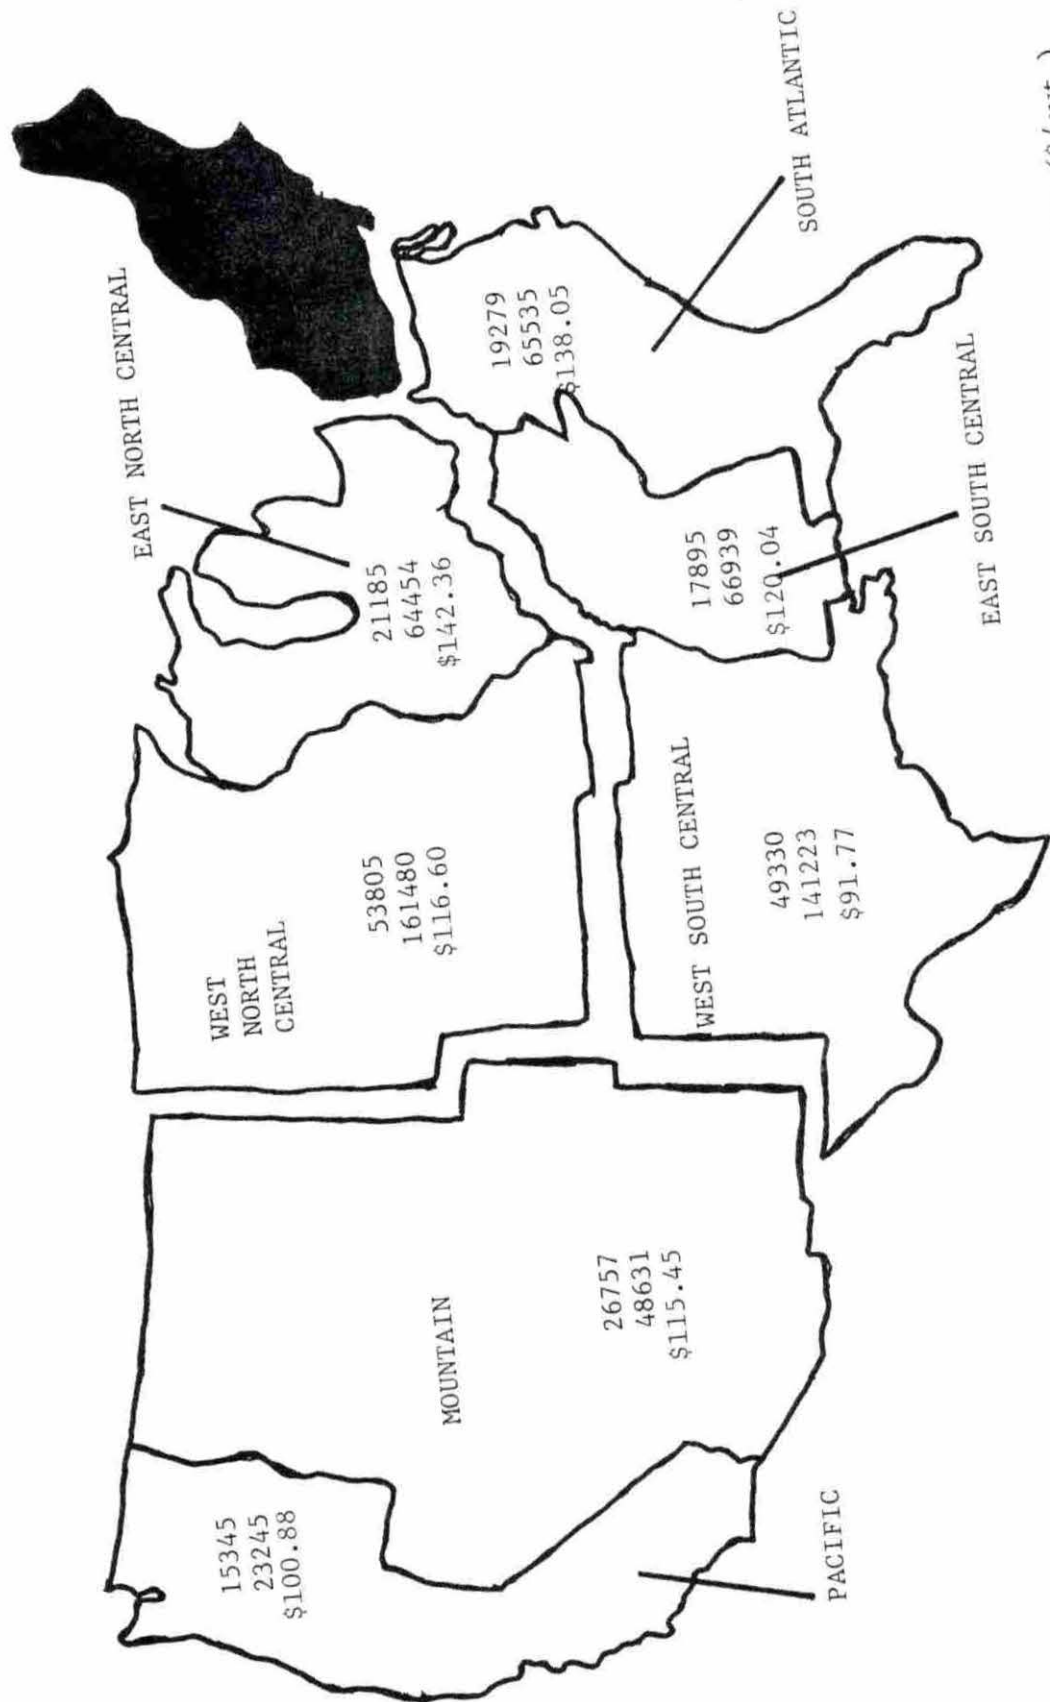 EAST NORTH CENTRAL
WEST
NORTH
CENTRAL
15345
23245
$100.88
53805
161480
$116.60
21185
64454
$142.36
19279
65535
$138.05
MOUNTAIN
26757
48631
$115.45
WEST SOUTH CENTRAL
49330
141223
$91.77
17895
66939
$120.04
SOUTH ATLANTIC
PACIFIC
EAST SOUTH CENTRAL